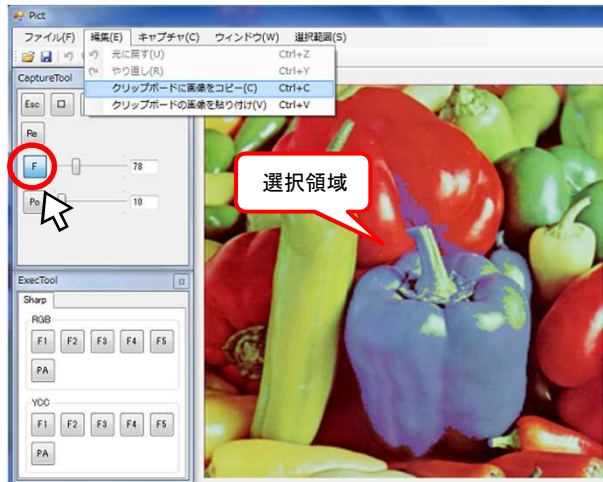 Pict
ファイル(F) 編集(E) キャプチャ(C) ウィンドウ(W) 選択範囲(S)
元に戻す(U) Ctrl+Z
やり直し(R) Ctrl+Y
クリップボードに画像をコピー(C) Ctrl+C
クリップボードの画像を貼り付け(V) Ctrl+V
CaptureTool
Esc
Re
F 78
Po 10
選択領域
ExecTool
Sharp
RGB
F1 F2 F3 F4 F5
PA
YCC
F1 F2 F3 F4 F5
PA